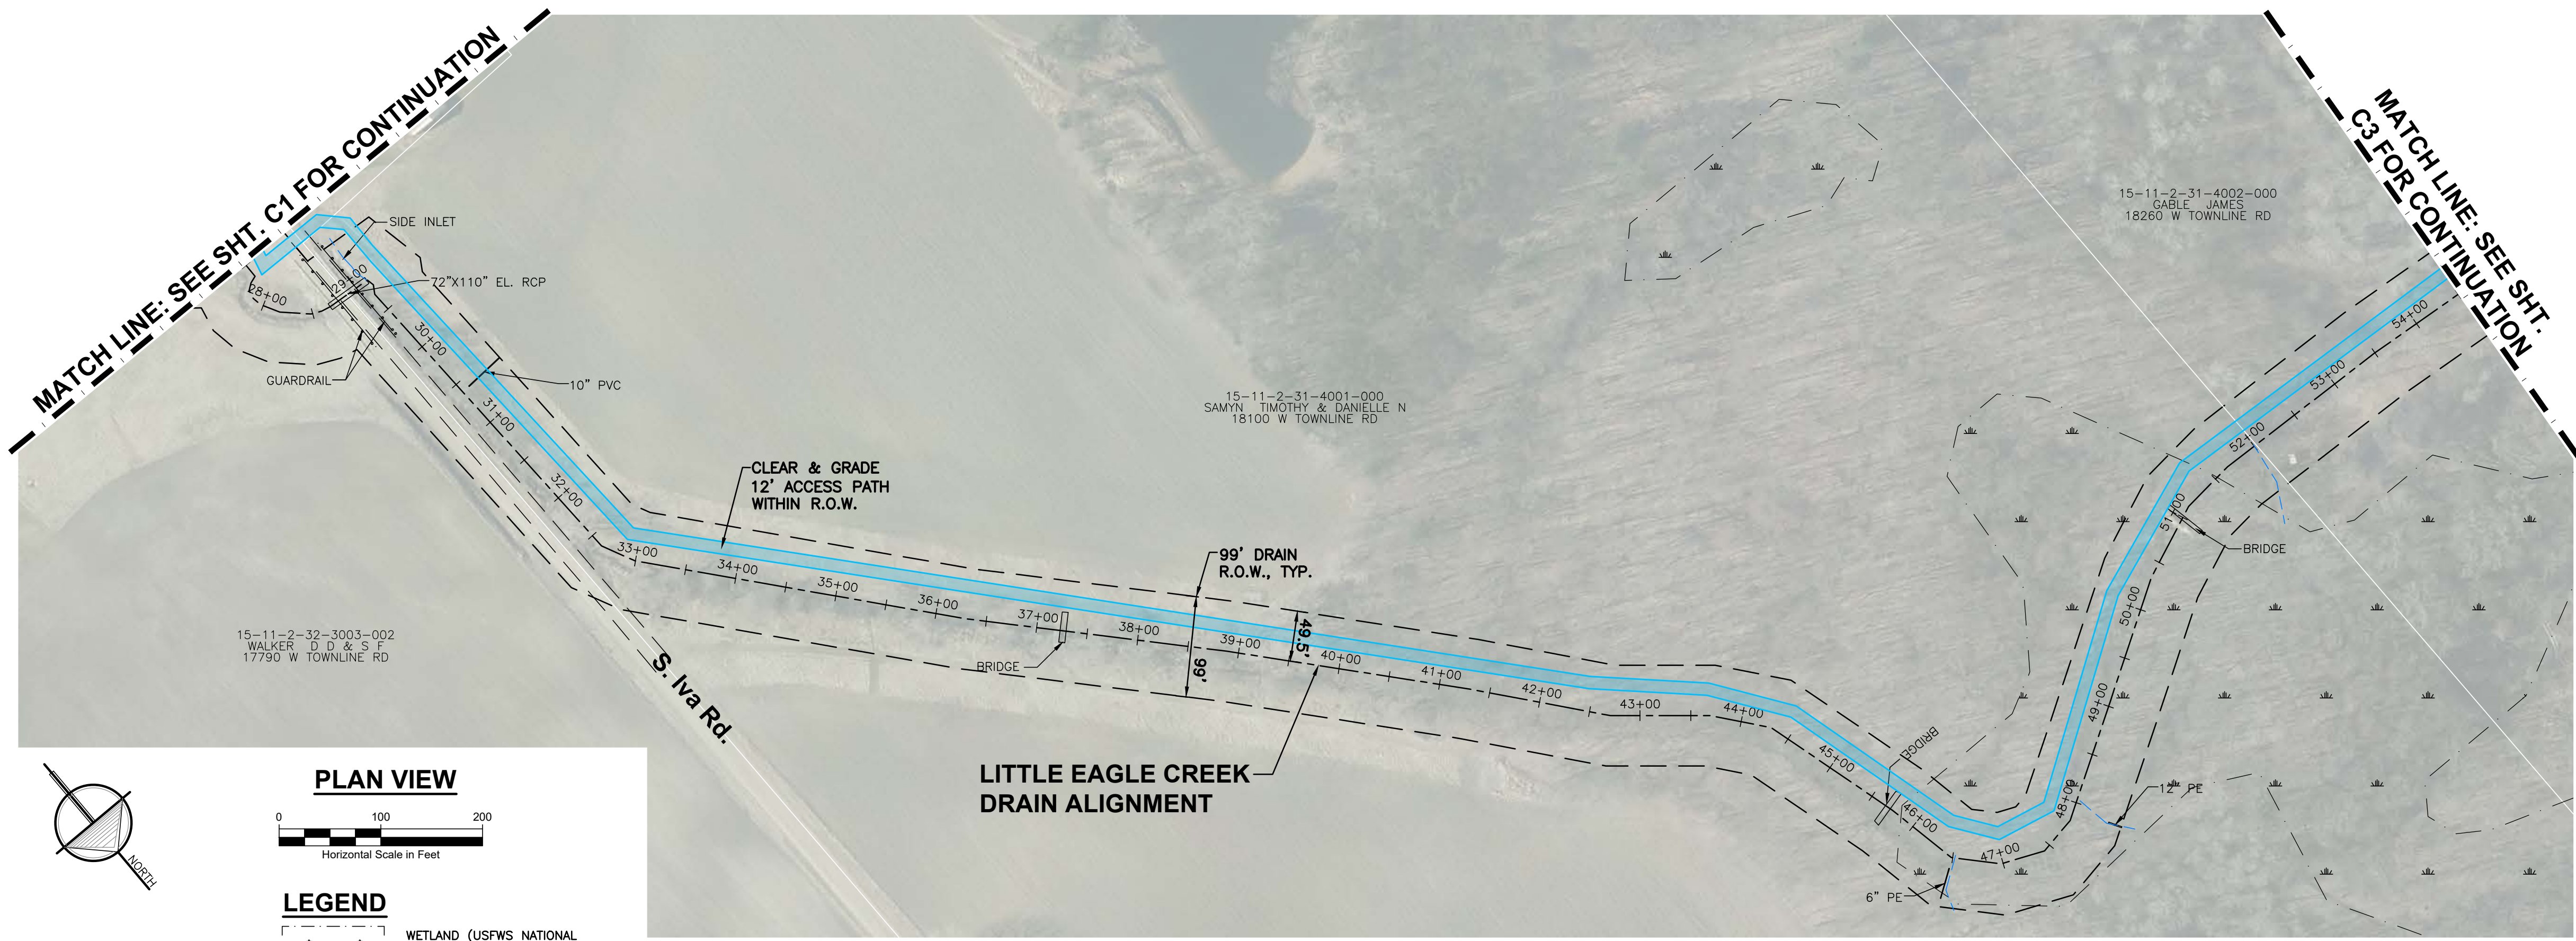 MATCH LINE: SEE SHT. C1 FOR CONTINUATION
SIDE INLET
72"X110" EL. RCP
28+00
29+00
30+00
GUARDRAIL
10" PVC
31+00
32+00
15-11-2-32-3003-002
WALKER D D & S F
17790 W TOWNLINE RD
S. Iva Rd.
CLEAR & GRADE
12' ACCESS PATH
WITHIN R.O.W.
33+00
34+00
35+00
36+00
37+00
38+00
39+00
40+00
41+00
42+00
43+00
44+00
45+00
46+00
47+00
48+00
49+00
50+00
51+00
52+00
53+00
54+00
BRIDGE
99' DRAIN
R.O.W., TYP.
49.5'
99'
15-11-2-31-4001-000
SAMYN TIMOTHY & DANIELLE N
18100 W TOWNLINE RD
LITTLE EAGLE CREEK
DRAIN ALIGNMENT
BRIDGE
6" PE
12" PE
BRIDGE
15-11-2-31-4002-000
GABLE JAMES
18260 W TOWNLINE RD
MATCH LINE: SEE SHT.
C3 FOR CONTINUATION
NORTH
PLAN VIEW
0 100 200
Horizontal Scale in Feet
LEGEND
WETLAND (USFWS NATIONAL